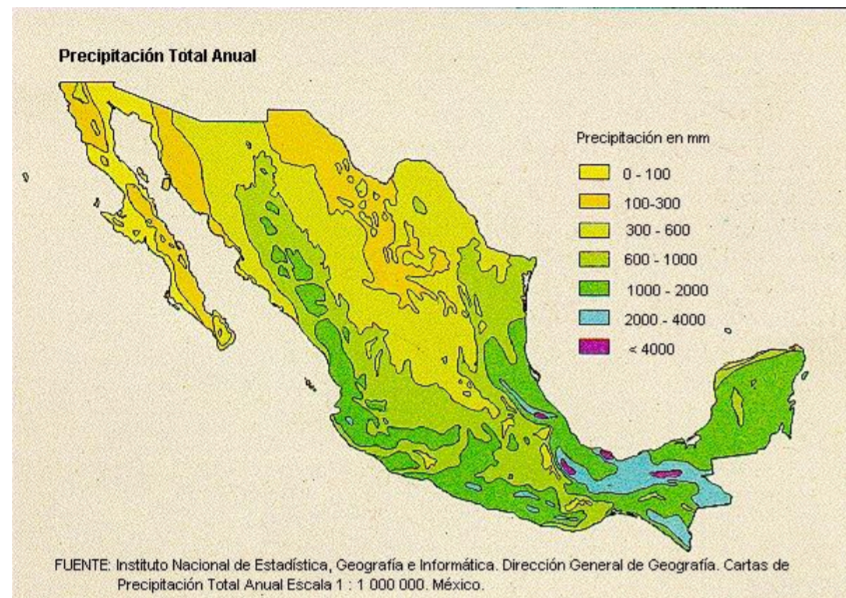 Precipitación Total Anual
Precipitación en mm
0 - 100
100-300
300 - 600
600 - 1000
1000 - 2000
2000 - 4000
< 4000
FUENTE: Instituto Nacional de Estadística, Geografía e Informática. Dirección General de Geografía. Cartas de
Precipitación Total Anual Escala 1 : 1 000 000. México.